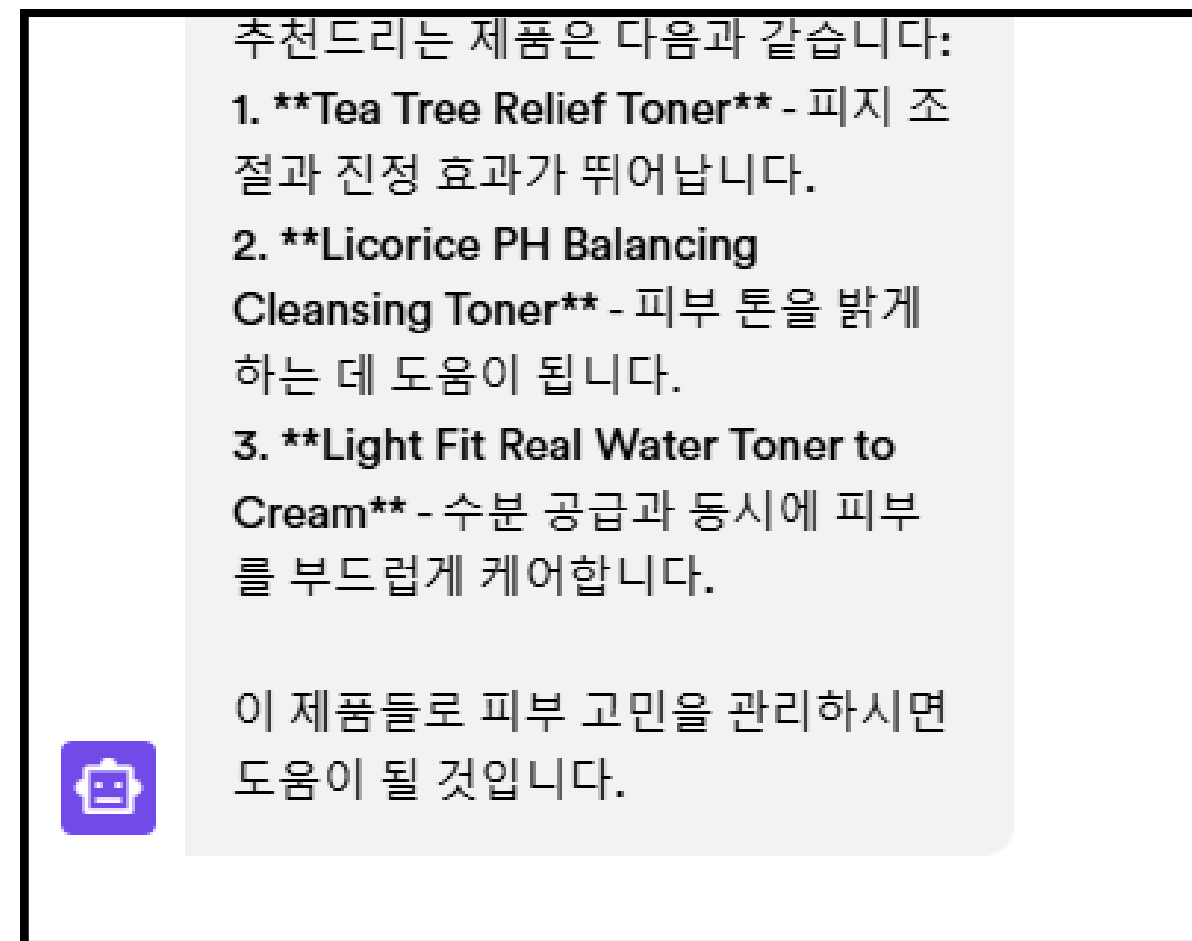 추천드리는 제품은 다음과 같습니다:
1. **Tea Tree Relief Toner** - 피지 조
절과 진정 효과가 뛰어납니다.
2. **Licorice PH Balancing
Cleansing Toner** - 피부 톤을 밝게
하는 데 도움이 됩니다.
3. **Light Fit Real Water Toner to
Cream** - 수분 공급과 동시에 피부
를 부드럽게 케어합니다.
이 제품들로 피부 고민을 관리하시면
도움이 될 것입니다.